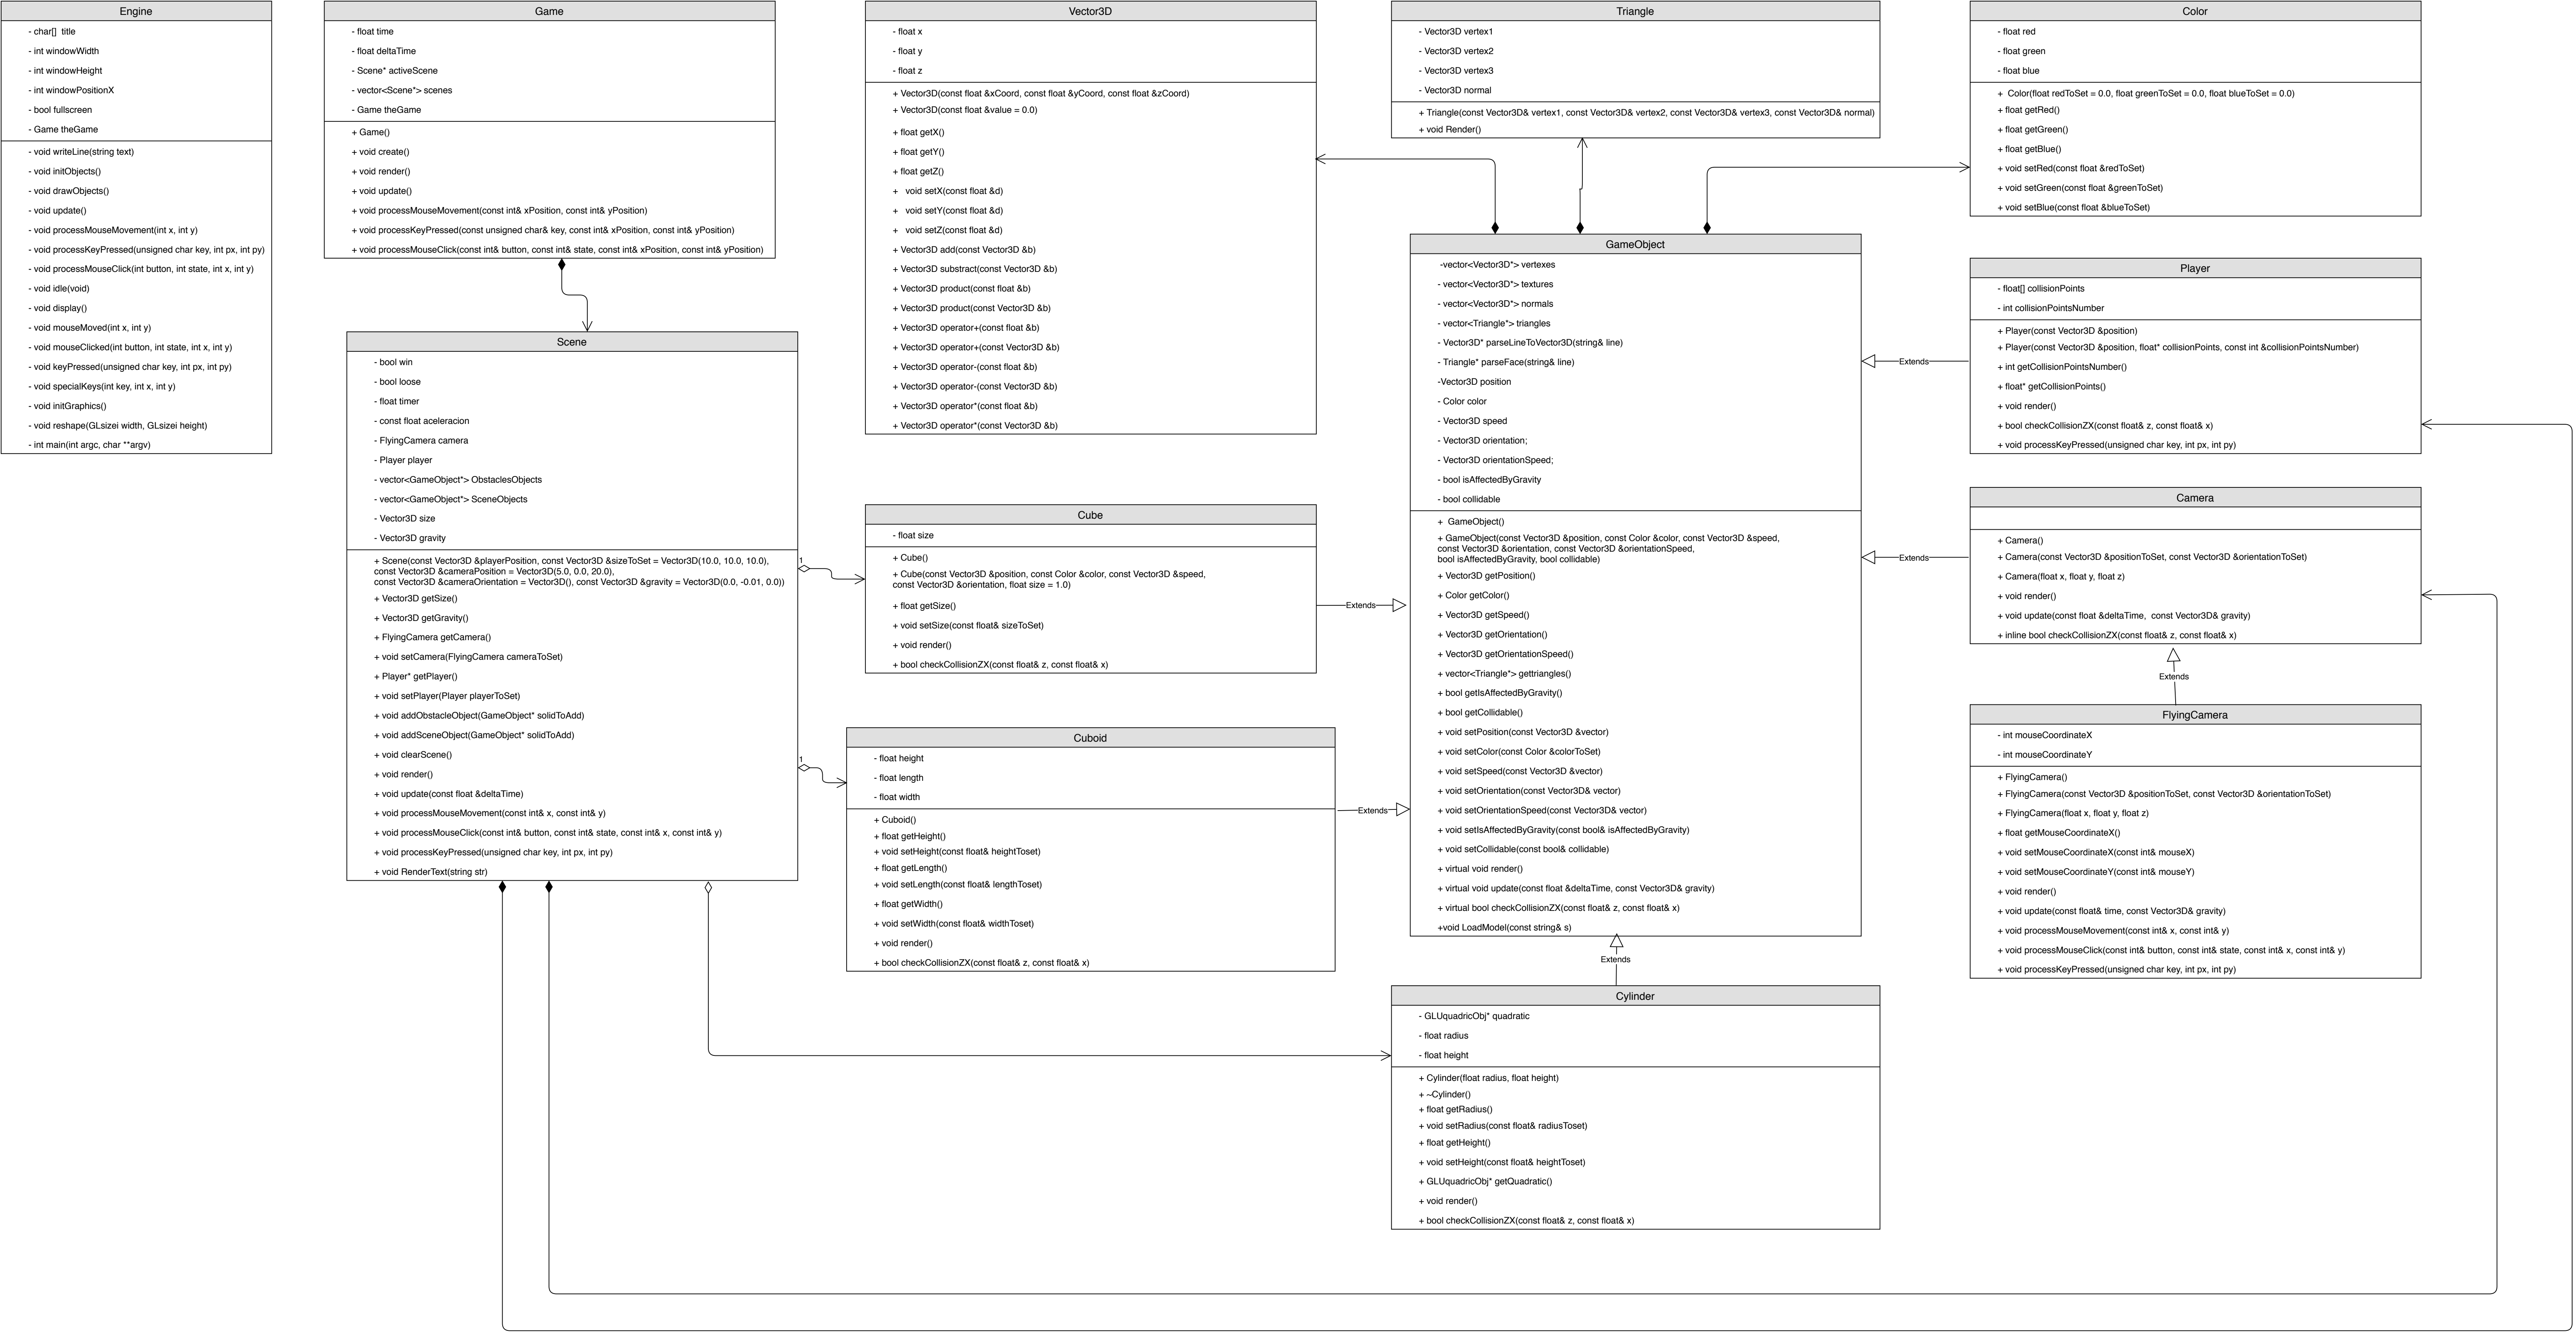 Engine
- char[]  title
- int windowWidth
- int windowHeight
- int windowPositionX
- bool fullscreen
- Game theGame
- void writeLine(string text)
- void initObjects()
- void drawObjects()
- void update()
- void processMouseMovement(int x, int y)
- void processKeyPressed(unsigned char key, int px, int py)
- void processMouseClick(int button, int state, int x, int y)
- void idle(void)
- void display()
- void mouseMoved(int x, int y)
- void mouseClicked(int button, int state, int x, int y)
- void keyPressed(unsigned char key, int px, int py)
- void specialKeys(int key, int x, int y)
- void initGraphics()
- void reshape(GLsizei width, GLsizei height)
- int main(int argc, char **argv)
Game
- float time
- float deltaTime
- Scene* activeScene
- vector<Scene*> scenes
- Game theGame
+ Game()
+ void create()
+ void render()
+ void update()
+ void processMouseMovement(const int& xPosition, const int& yPosition)
+ void processKeyPressed(const unsigned char& key, const int& xPosition, const int& yPosition)
+ void processMouseClick(const int& button, const int& state, const int& xPosition, const int& yPosition)
Scene
- bool win
- bool loose
- float timer
- const float aceleracion
- FlyingCamera camera
- Player player
- vector<GameObject*> ObstaclesObjects
- vector<GameObject*> SceneObjects
- Vector3D size
- Vector3D gravity
+ Scene(const Vector3D &playerPosition, const Vector3D &sizeToSet = Vector3D(10.0, 10.0, 10.0),
const Vector3D &cameraPosition = Vector3D(5.0, 0.0, 20.0),
const Vector3D &cameraOrientation = Vector3D(), const Vector3D &gravity = Vector3D(0.0, -0.01, 0.0))
+ Vector3D getSize()
+ Vector3D getGravity()
+ FlyingCamera getCamera()
+ void setCamera(FlyingCamera cameraToSet)
+ Player* getPlayer()
+ void setPlayer(Player playerToSet)
+ void addObstacleObject(GameObject* solidToAdd)
+ void addSceneObject(GameObject* solidToAdd)
+ void clearScene()
+ void render()
+ void update(const float &deltaTime)
+ void processMouseMovement(const int& x, const int& y)
+ void processMouseClick(const int& button, const int& state, const int& x, const int& y)
+ void processKeyPressed(unsigned char key, int px, int py)
+ void RenderText(string str)
1
1
Vector3D
- float x
- float y
- float z
+ Vector3D(const float &xCoord, const float &yCoord, const float &zCoord)
+ Vector3D(const float &value = 0.0)
+ float getX()
+ float getY()
+ float getZ()
+   void setX(const float &d)
+   void setY(const float &d)
+   void setZ(const float &d)
+ Vector3D add(const Vector3D &b)
+ Vector3D substract(const Vector3D &b)
+ Vector3D product(const float &b)
+ Vector3D product(const Vector3D &b)
+ Vector3D operator+(const float &b)
+ Vector3D operator+(const Vector3D &b)
+ Vector3D operator-(const float &b)
+ Vector3D operator-(const Vector3D &b)
+ Vector3D operator*(const float &b)
+ Vector3D operator*(const Vector3D &b)
Cube
- float size
+ Cube()
+ Cube(const Vector3D &position, const Color &color, const Vector3D &speed,
const Vector3D &orientation, float size = 1.0)
+ float getSize()
+ void setSize(const float& sizeToSet)
+ void render()
+ bool checkCollisionZX(const float& z, const float& x)
Extends
Cuboid
- float height
- float length
- float width
+ Cuboid()
+ float getHeight()
+ void setHeight(const float& heightToset)
+ float getLength()
+ void setLength(const float& lengthToset)
+ float getWidth()
+ void setWidth(const float& widthToset)
+ void render()
+ bool checkCollisionZX(const float& z, const float& x)
Extends
Triangle
- Vector3D vertex1
- Vector3D vertex2
- Vector3D vertex3
- Vector3D normal
+ Triangle(const Vector3D& vertex1, const Vector3D& vertex2, const Vector3D& vertex3, const Vector3D& normal)
+ void Render()
GameObject
-vector<Vector3D*> vertexes
- vector<Vector3D*> textures
- vector<Vector3D*> normals
- vector<Triangle*> triangles
- Vector3D* parseLineToVector3D(string& line)
- Triangle* parseFace(string& line)
-Vector3D position
- Color color
- Vector3D speed
- Vector3D orientation;
- Vector3D orientationSpeed;
- bool isAffectedByGravity
- bool collidable
+  GameObject()
+ GameObject(const Vector3D &position, const Color &color, const Vector3D &speed,
const Vector3D &orientation, const Vector3D &orientationSpeed,
bool isAffectedByGravity, bool collidable)
+ Vector3D getPosition()
+ Color getColor()
+ Vector3D getSpeed()
+ Vector3D getOrientation()
+ Vector3D getOrientationSpeed()
+ vector<Triangle*> gettriangles()
+ bool getIsAffectedByGravity()
+ bool getCollidable()
+ void setPosition(const Vector3D &vector)
+ void setColor(const Color &colorToSet)
+ void setSpeed(const Vector3D &vector)
+ void setOrientation(const Vector3D& vector)
+ void setOrientationSpeed(const Vector3D& vector)
+ void setIsAffectedByGravity(const bool& isAffectedByGravity)
+ void setCollidable(const bool& collidable)
+ virtual void render()
+ virtual void update(const float &deltaTime, const Vector3D& gravity)
+ virtual bool checkCollisionZX(const float& z, const float& x)
+void LoadModel(const string& s)
Extends
Cylinder
- GLUquadricObj* quadratic
- float radius
- float height
+ Cylinder(float radius, float height)
+ ~Cylinder()
+ float getRadius()
+ void setRadius(const float& radiusToset)
+ float getHeight()
+ void setHeight(const float& heightToset)
+ GLUquadricObj* getQuadratic()
+ void render()
+ bool checkCollisionZX(const float& z, const float& x)
Color
- float red
- float green
- float blue
+  Color(float redToSet = 0.0, float greenToSet = 0.0, float blueToSet = 0.0)
+ float getRed()
+ float getGreen()
+ float getBlue()
+ void setRed(const float &redToSet)
+ void setGreen(const float &greenToSet)
+ void setBlue(const float &blueToSet)
Player
- float[] collisionPoints
- int collisionPointsNumber
+ Player(const Vector3D &position)
+ Player(const Vector3D &position, float* collisionPoints, const int &collisionPointsNumber)
+ int getCollisionPointsNumber()
+ float* getCollisionPoints()
+ void render()
+ bool checkCollisionZX(const float& z, const float& x)
+ void processKeyPressed(unsigned char key, int px, int py)
Extends
Camera
+ Camera()
+ Camera(const Vector3D &positionToSet, const Vector3D &orientationToSet)
+ Camera(float x, float y, float z)
+ void render()
+ void update(const float &deltaTime,  const Vector3D& gravity)
+ inline bool checkCollisionZX(const float& z, const float& x)
Extends
Extends
FlyingCamera
- int mouseCoordinateX
- int mouseCoordinateY
+ FlyingCamera()
+ FlyingCamera(const Vector3D &positionToSet, const Vector3D &orientationToSet)
+ FlyingCamera(float x, float y, float z)
+ float getMouseCoordinateX()
+ void setMouseCoordinateX(const int& mouseX)
+ void setMouseCoordinateY(const int& mouseY)
+ void render()
+ void update(const float& time, const Vector3D& gravity)
+ void processMouseMovement(const int& x, const int& y)
+ void processMouseClick(const int& button, const int& state, const int& x, const int& y)
+ void processKeyPressed(unsigned char key, int px, int py)